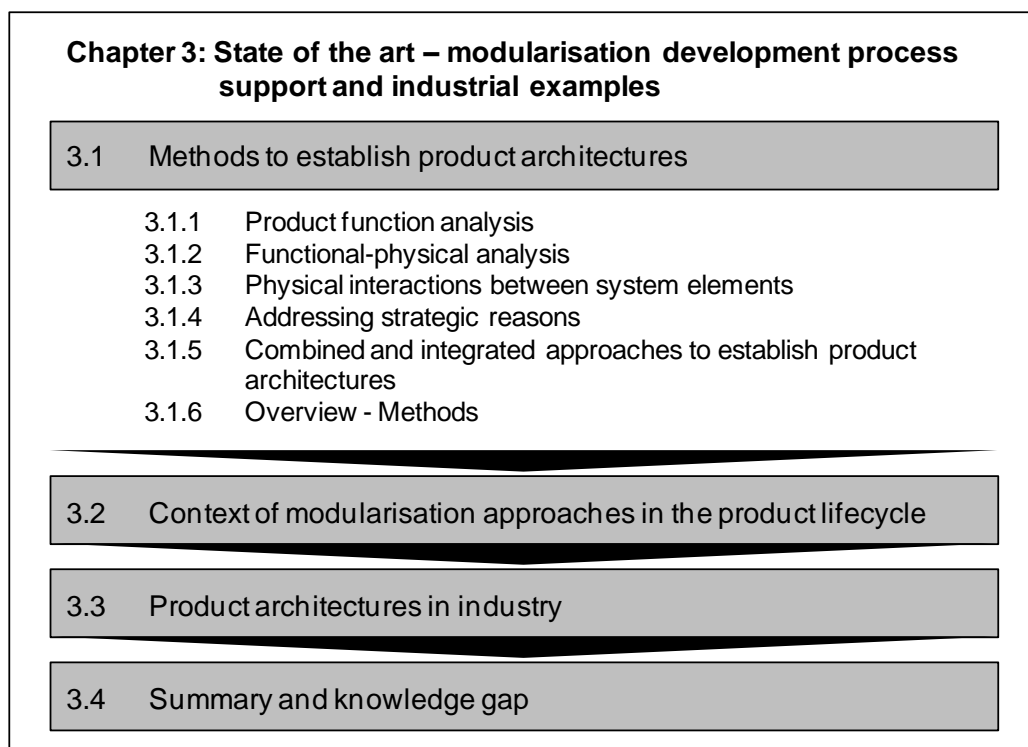 Chapter 3: State of the art – modularisation development process
support and industrial examples
3.1 Methods to establish product architectures
3.1.1 Product function analysis
3.1.2 Functional-physical analysis
3.1.3 Physical interactions between system elements
3.1.4 Addressing strategic reasons
3.1.5 Combined and integrated approaches to establish product
architectures
3.1.6 Overview - Methods
3.2 Context of modularisation approaches in the product lifecycle
3.3 Product architectures in industry
3.4 Summary and knowledge gap